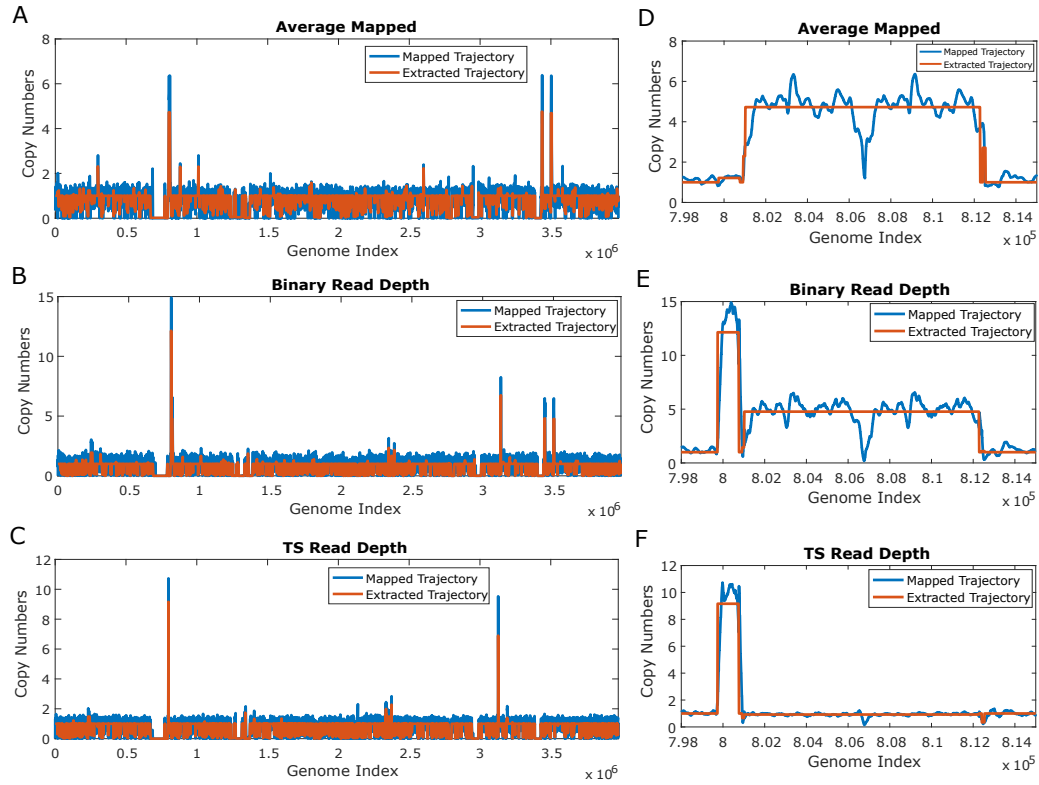 A
Average Mapped
Mapped Trajectory
Extracted Trajectory
Copy Numbers
8
6
4
2
0
0 0.5 1 1.5 2 2.5 3 3.5
Genome Index
x 10^6
D
Average Mapped
Mapped Trajectory
Extracted Trajectory
Copy Numbers
8
6
4
2
0
7.98 8 8.02 8.04 8.06 8.08 8.1 8.12 8.14
Genome Index
x 10^5
B
Binary Read Depth
Mapped Trajectory
Extracted Trajectory
Copy Numbers
15
10
5
0
0 0.5 1 1.5 2 2.5 3 3.5
Genome Index
x 10^6
E
Binary Read Depth
Mapped Trajectory
Extracted Trajectory
Copy Numbers
15
10
5
0
7.98 8 8.02 8.04 8.06 8.08 8.1 8.12 8.14
Genome Index
x 10^5
C
TS Read Depth
Mapped Trajectory
Extracted Trajectory
Copy Numbers
12
10
8
6
4
2
0
0 0.5 1 1.5 2 2.5 3 3.5
Genome Index
x 10^6
F
TS Read Depth
Mapped Trajectory
Extracted Trajectory
Copy Numbers
12
10
8
6
4
2
0
7.98 8 8.02 8.04 8.06 8.08 8.1 8.12 8.14
Genome Index
x 10^5